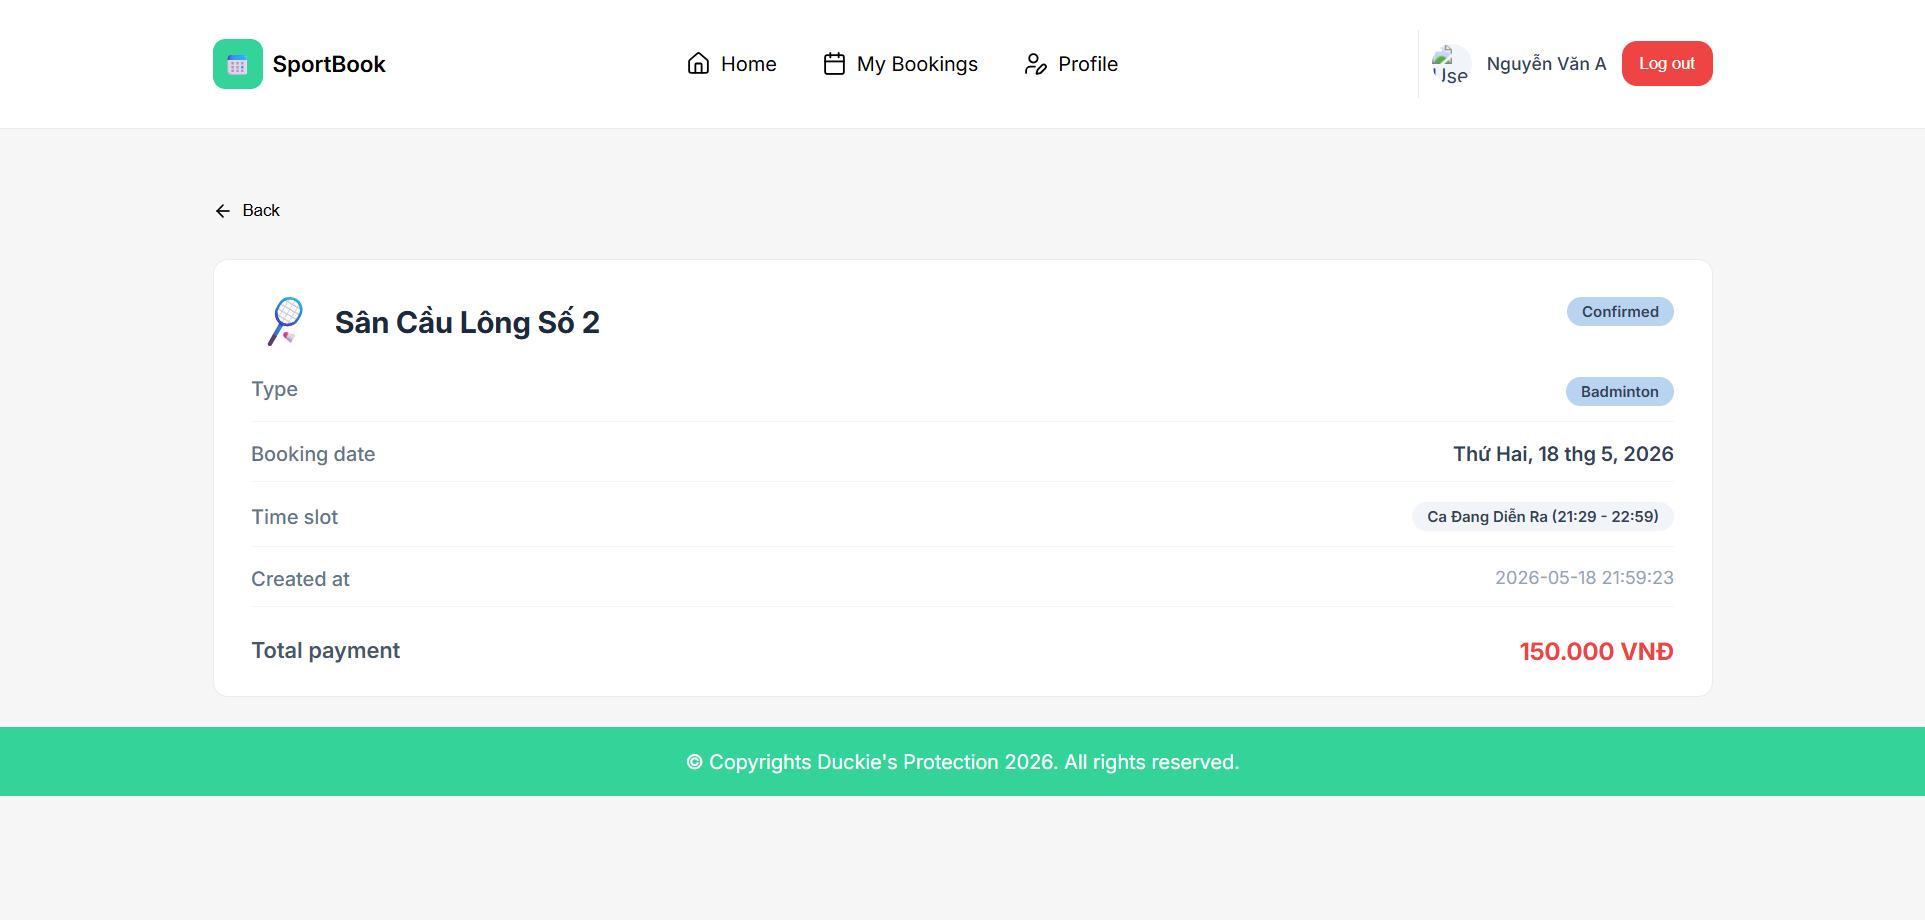 SportBook
Home
My Bookings
Profile
Use
Nguyễn Văn A
Log out
Back
Sân Cầu Lông Số 2
Confirmed
Type
Badminton
Booking date
Thứ Hai, 18 thg 5, 2026
Time slot
Ca Đang Diễn Ra (21:29 - 22:59)
Created at
2026-05-18 21:59:23
Total payment
150.000 VNĐ
© Copyrights Duckie's Protection 2026. All rights reserved.